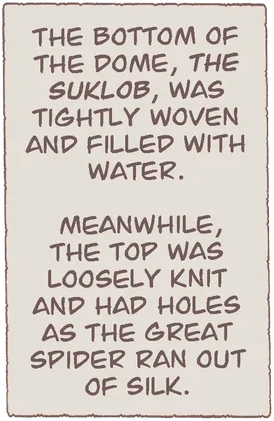 THE BOTTOM OF
THE DOME, THE
SUKLOB, WAS
TIGHTLY WOVEN
AND FILLED WITH
WATER.
MEANWHILE,
THE TOP WAS
LOOSELY KNIT
AND HAD HOLES
AS THE GREAT
SPIDER RAN OUT
OF SILK.